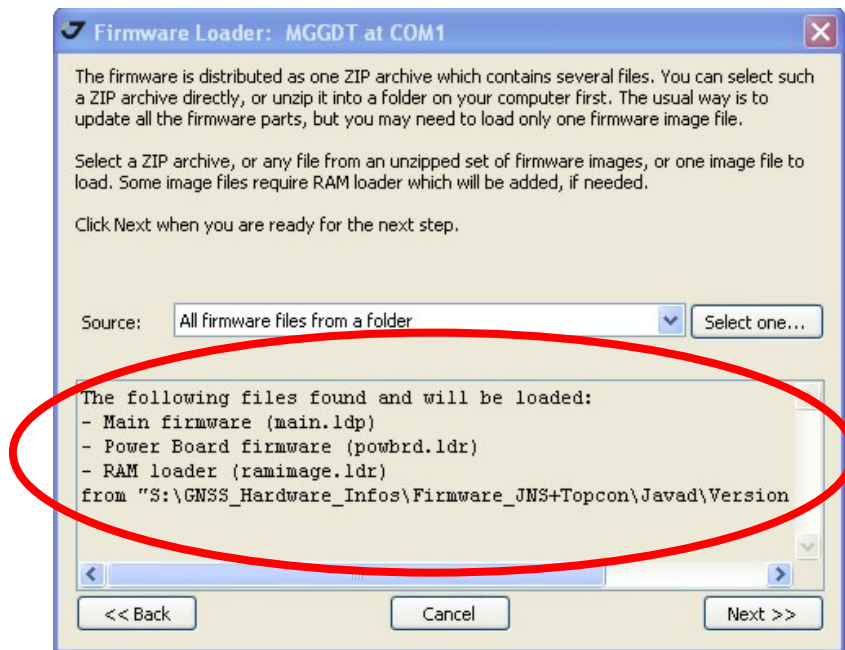 Firmware Loader: MGGDT at COM1
The firmware is distributed as one ZIP archive which contains several files. You can select such
a ZIP archive directly, or unzip it into a folder on your computer first. The usual way is to
update all the firmware parts, but you may need to load only one firmware image file.
Select a ZIP archive, or any file from an unzipped set of firmware images, or one image file to
load. Some image files require RAM loader which will be added, if needed.
Click Next when you are ready for the next step.
Source: All firmware files from a folder Select one...
The following files found and will be loaded:
- Main firmware (main.ldp)
- Power Board firmware (powbrd.ldr)
- RAM loader (ramimage.ldr)
from "S:\GNSS_Hardware_Infos\Firmware_JNS+Topcon\Javad\Version
<< Back Cancel Next >>